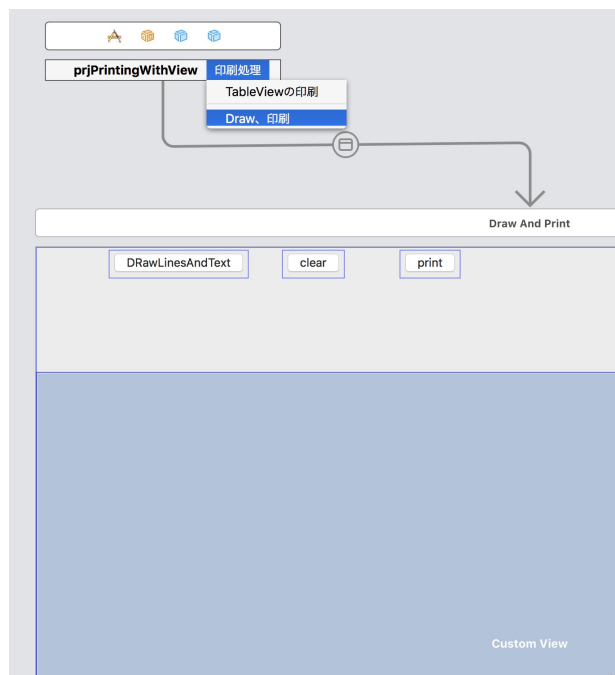 prjPrintingWithView 印刷処理
TableViewの印刷
Draw、印刷
Draw And Print
DRawLinesAndText clear print
Custom View